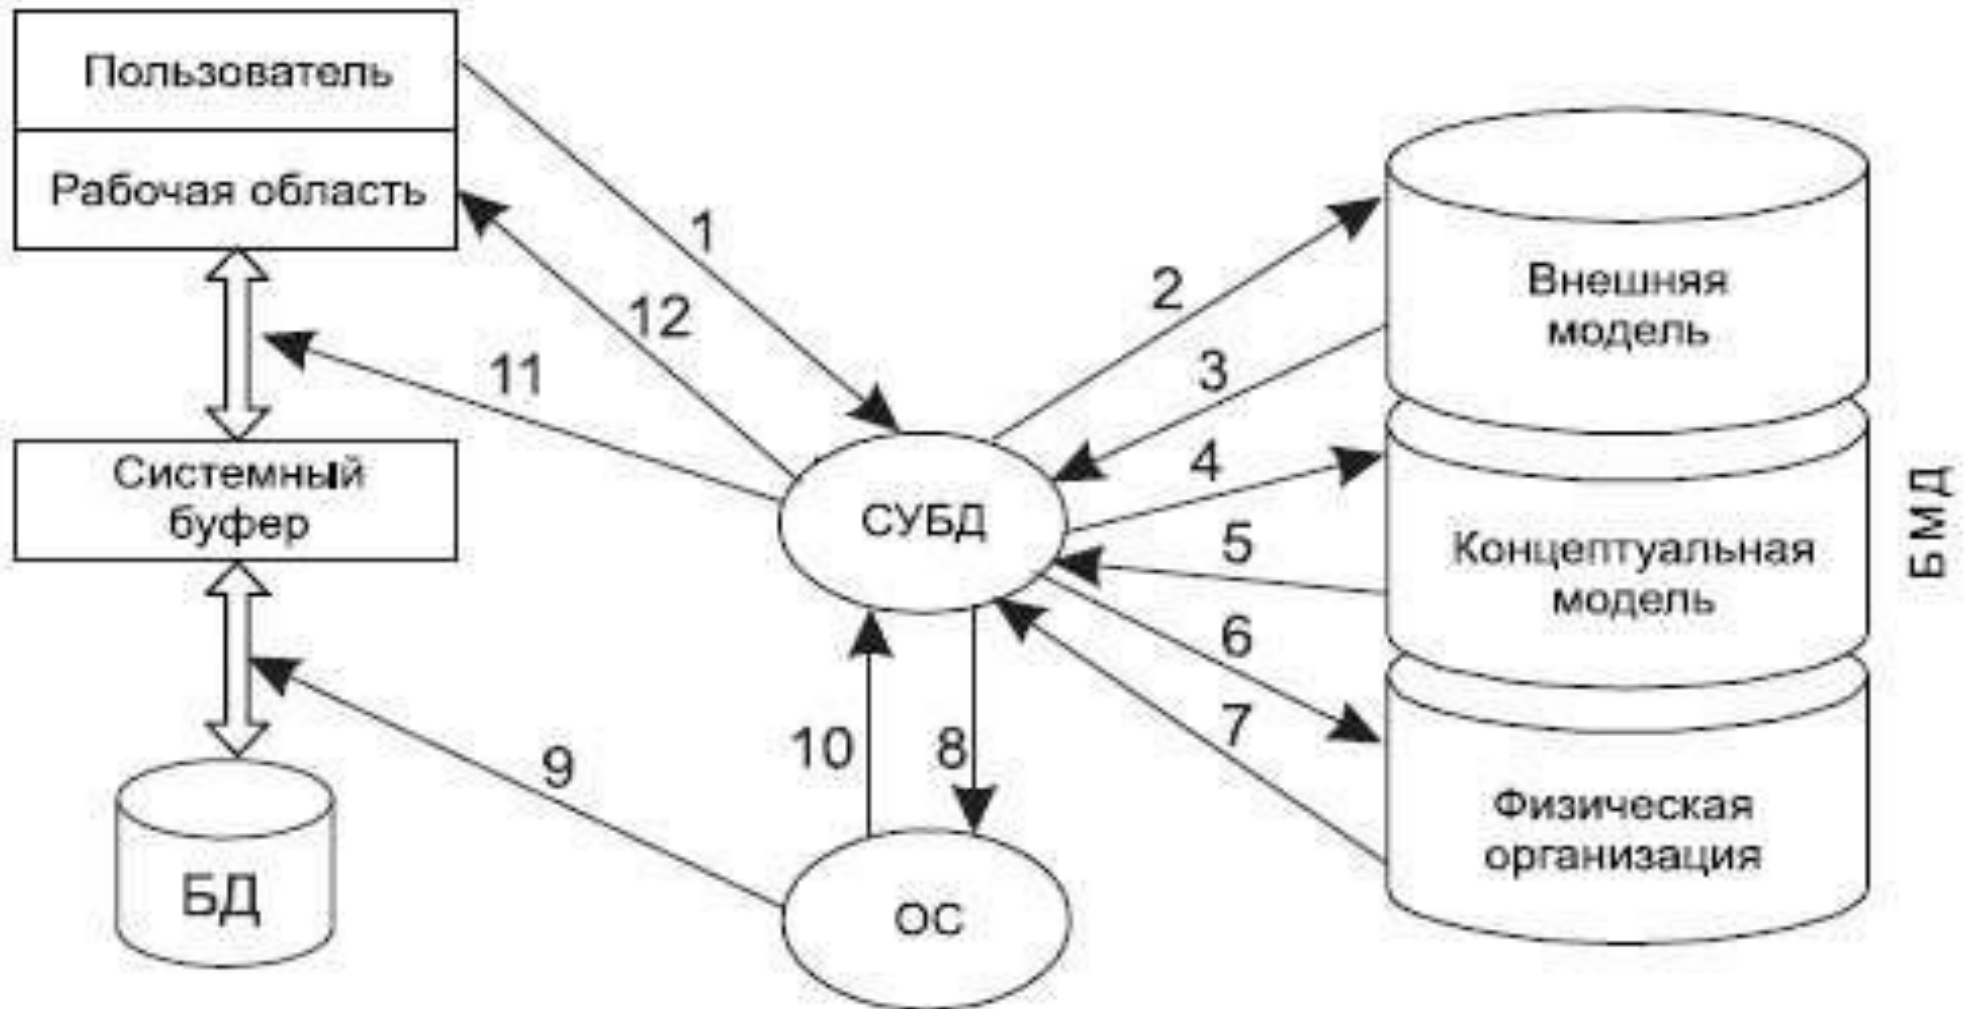 Пользователь
Рабочая область
1
12
11
2
3
4
5
6
7
Внешняя
модель
Системный
буфер
СУБД
Концептуальная
модель
БМД
10
8
9
Физическая
организация
БД
ОС